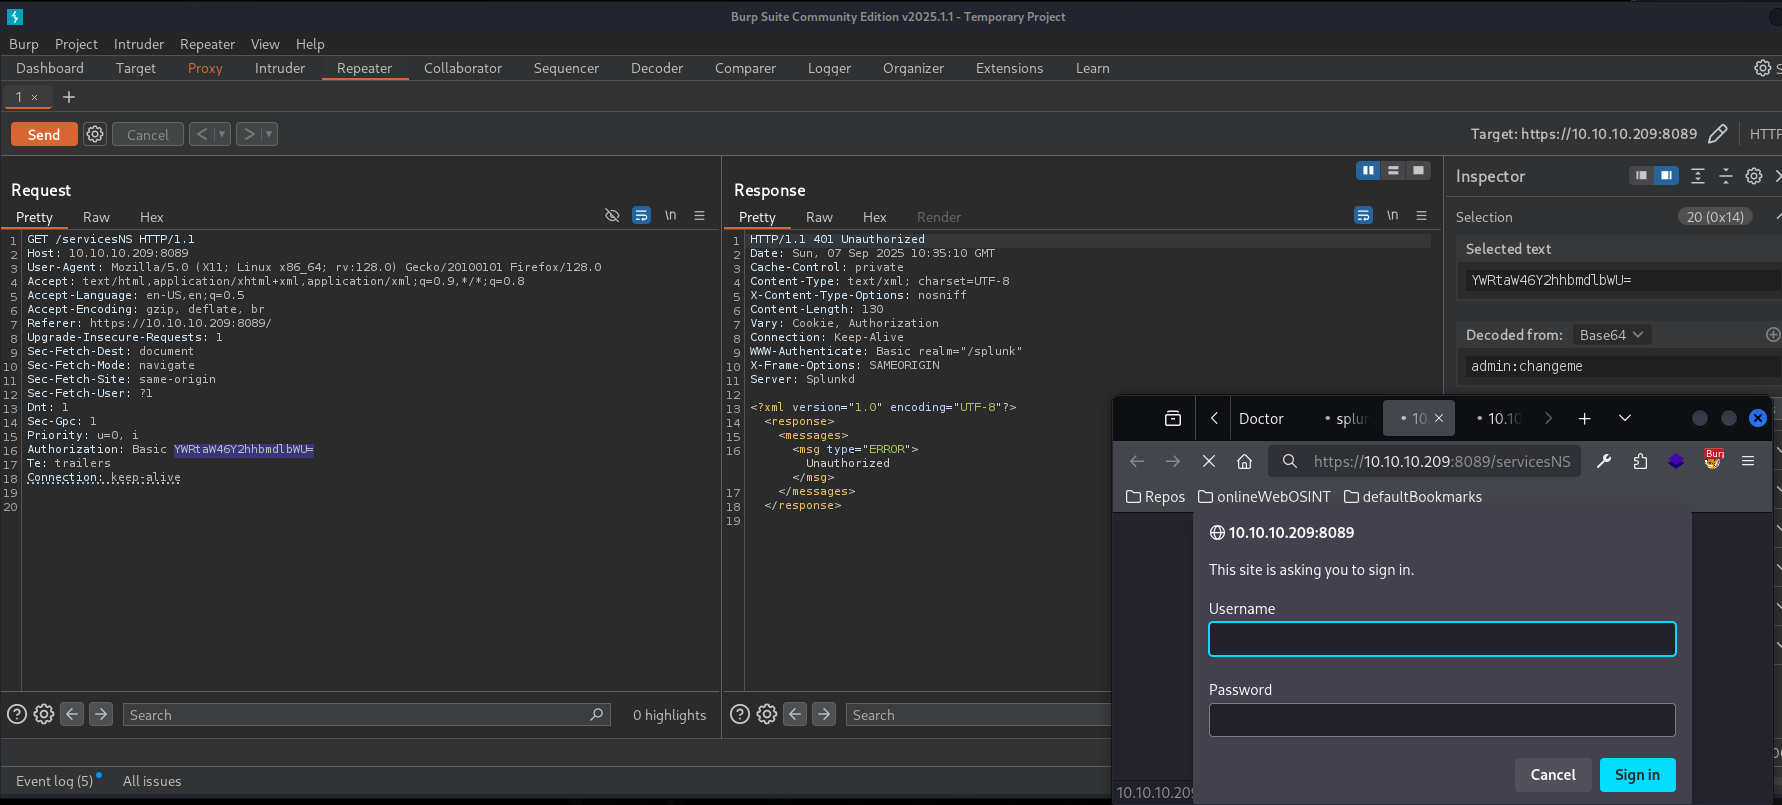 Burp Suite Community Edition v2025.1.1 - Temporary Project
Burp Project Intruder Repeater View Help
Dashboard Target Proxy Intruder Repeater Collaborator Sequencer Decoder Comparer Logger Organizer Extensions Learn
1 × +
Send Cancel < > Target: https://10.10.10.209:8089
Request
Pretty Raw Hex \n
1 GET /servicesNS HTTP/1.1
2 Host: 10.10.10.209:8089
3 User-Agent: Mozilla/5.0 (X11; Linux x86_64; rv:128.0) Gecko/20100101 Firefox/128.0
4 Accept: text/html,application/xhtml+xml,application/xml;q=0.9,*/*;q=0.8
5 Accept-Language: en-US,en;q=0.5
6 Accept-Encoding: gzip, deflate, br
7 Referer: https://10.10.10.209:8089/
8 Upgrade-Insecure-Requests: 1
9 Sec-Fetch-Dest: document
10 Sec-Fetch-Mode: navigate
11 Sec-Fetch-Site: same-origin
12 Sec-Fetch-User: ?1
13 Dnt: 1
14 Sec-Gpc: 1
15 Priority: u=0, i
16 Authorization: Basic YWRtaW46Y2hhbmdlbWU=
17 Te: trailers
18 Connection: keep-alive
19
20
Search 0 highlights
Response
Pretty Raw Hex Render \n
1 HTTP/1.1 401 Unauthorized
2 Date: Sun, 07 Sep 2025 10:35:10 GMT
3 Cache-Control: private
4 Content-Type: text/xml; charset=UTF-8
5 X-Content-Type-Options: nosniff
6 Content-Length: 130
7 Vary: Cookie, Authorization
8 Connection: Keep-Alive
9 WWW-Authenticate: Basic realm="/splunk"
10 X-Frame-Options: SAMEORIGIN
11 Server: Splunkd
12
13 <?xml version="1.0" encoding="UTF-8"?>
14 <response>
15 <messages>
16 <msg type="ERROR">
Unauthorized
</msg>
17 </messages>
18 </response>
19
Search
Inspector
Selection 20 (0x14)
Selected text
YWRtaW46Y2hhbmdlbWU=
Decoded from: Base64
admin:changeme
Doctor • splun • 10. × • 10.10 +
https://10.10.10.209:8089/servicesNS Burp
Repos onlineWebOSINT defaultBookmarks
10.10.10.209:8089
This site is asking you to sign in.
Username
Password
Cancel Sign in
10.10.10.209
Event log (5) All issues